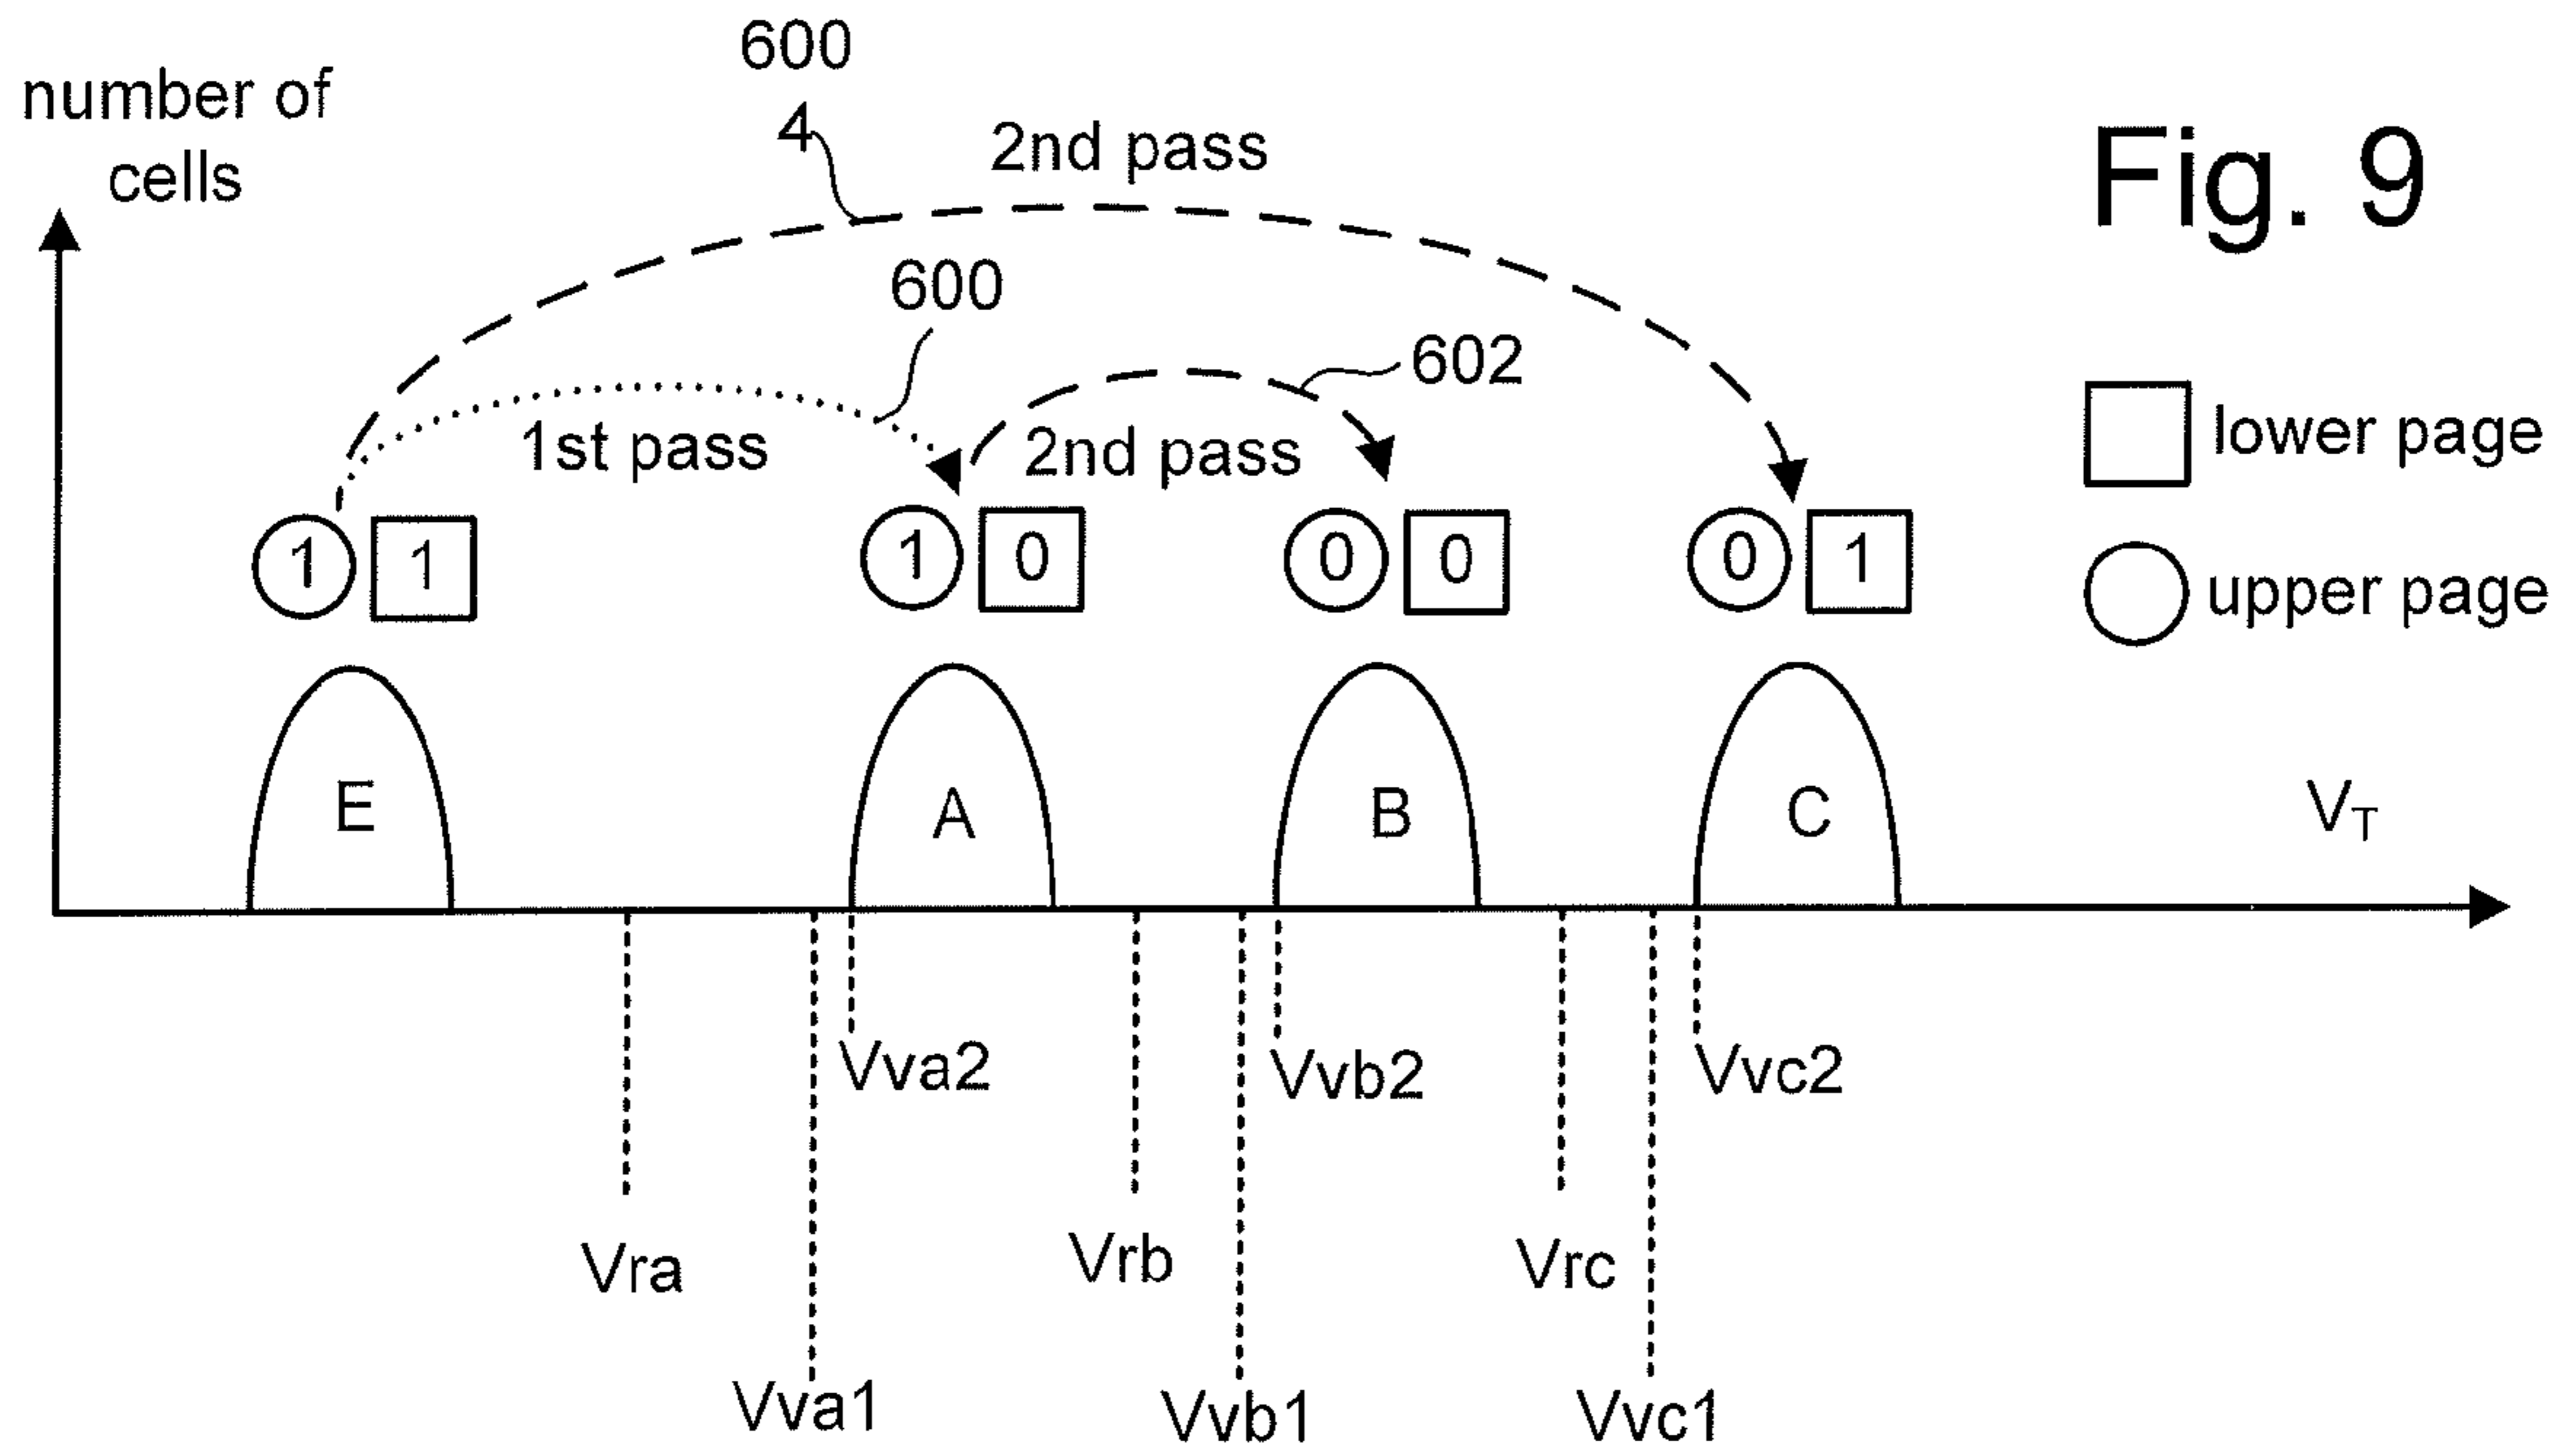 600
4
number of
cells
2nd pass
Fig. 9
600
602
1st pass
2nd pass
lower page
1 1
1 0
0 0
0 1
upper page
E
A
B
C
VT
Vva2
Vvb2
Vvc2
Vra
Vrb
Vrc
Vva1
Vvb1
Vvc1